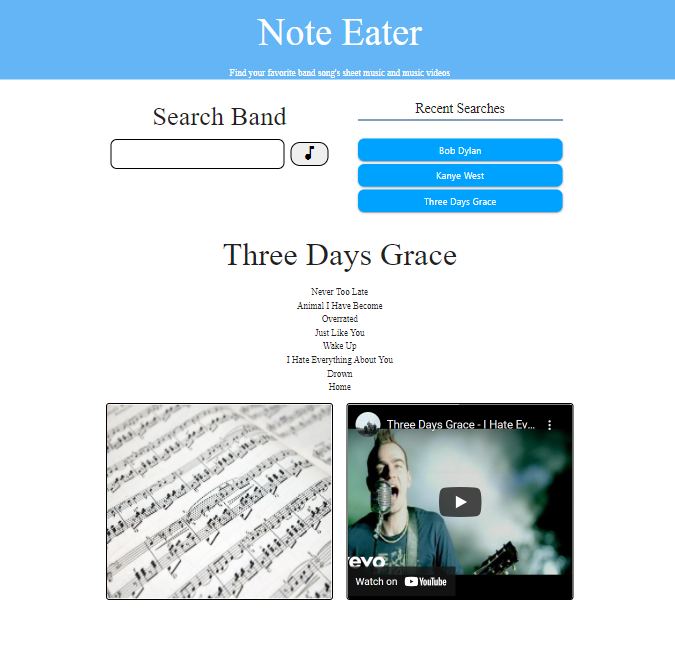 Note Eater
Find your favorite band song's sheet music and music videos
Search Band
Recent Searches
Bob Dylan
Kanye West
Three Days Grace
Three Days Grace
Never Too Late
Animal I Have Become
Overrated
Just Like You
Wake Up
I Hate Everything About You
Drown
Home
Three Days Grace - I Hate Ev...
evo
Watch on YouTube